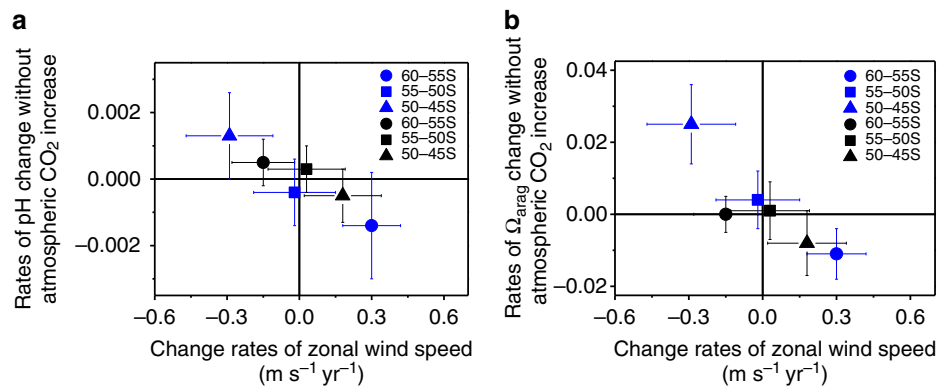 a
Rates of pH change without
atmospheric CO2 increase
0.002
0.000
−0.002
60–55S
55–50S
50–45S
60–55S
55–50S
50–45S
−0.6
−0.3
0.0
0.3
0.6
Change rates of zonal wind speed
(m s−1 yr−1)
b
Rates of Ωarag change without
atmospheric CO2 increase
0.04
0.02
0.00
−0.02
60–55S
55–50S
50–45S
60–55S
55–50S
50–45S
−0.6
−0.3
0.0
0.3
0.6
Change rates of zonal wind speed
(m s−1 yr−1)